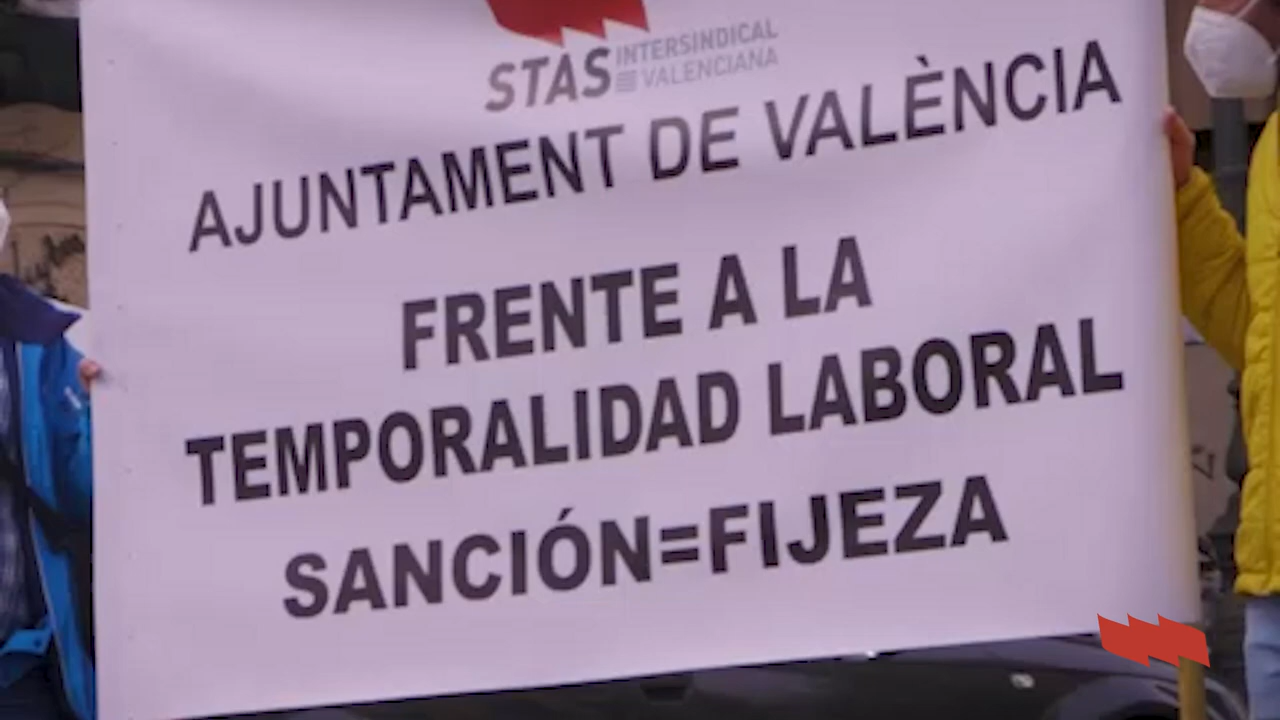 STAS INTERSINDICAL
VALENCIANA
AJUNTAMENT DE VALÈNCIA
FRENTE A LA
TEMPORALIDAD LABORAL
SANCIÓN=FIJEZA